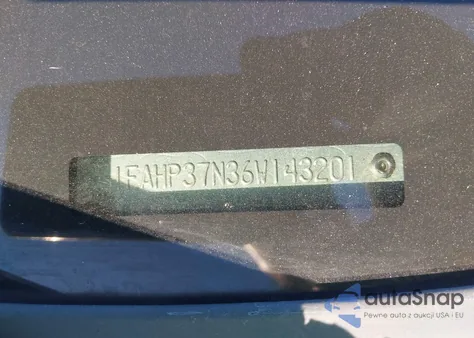 1FAHP37N36W143201
autoSnap
Pewne auta z aukcji USA i EU